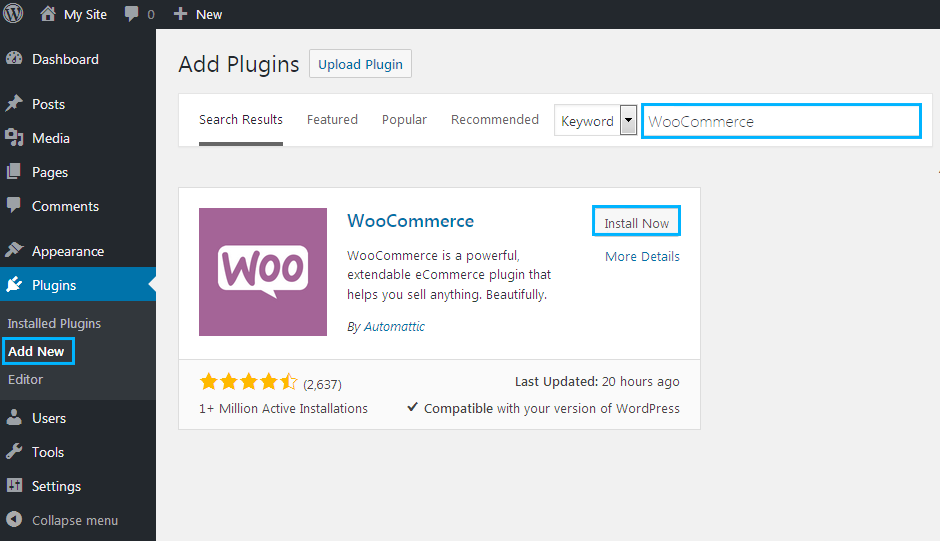 My Site 0 New
Dashboard
Posts
Media
Pages
Comments
Appearance
Plugins
Installed Plugins
Add New
Editor
Users
Tools
Settings
Collapse menu
Add Plugins Upload Plugin
Search Results Featured Popular Recommended Keyword WooCommerce
WOO
WooCommerce
Install Now
More Details
WooCommerce is a powerful,
extendable eCommerce plugin that
helps you sell anything. Beautifully.
By Automattic
(2,637)
1+ Million Active Installations
Last Updated: 20 hours ago
Compatible with your version of WordPress